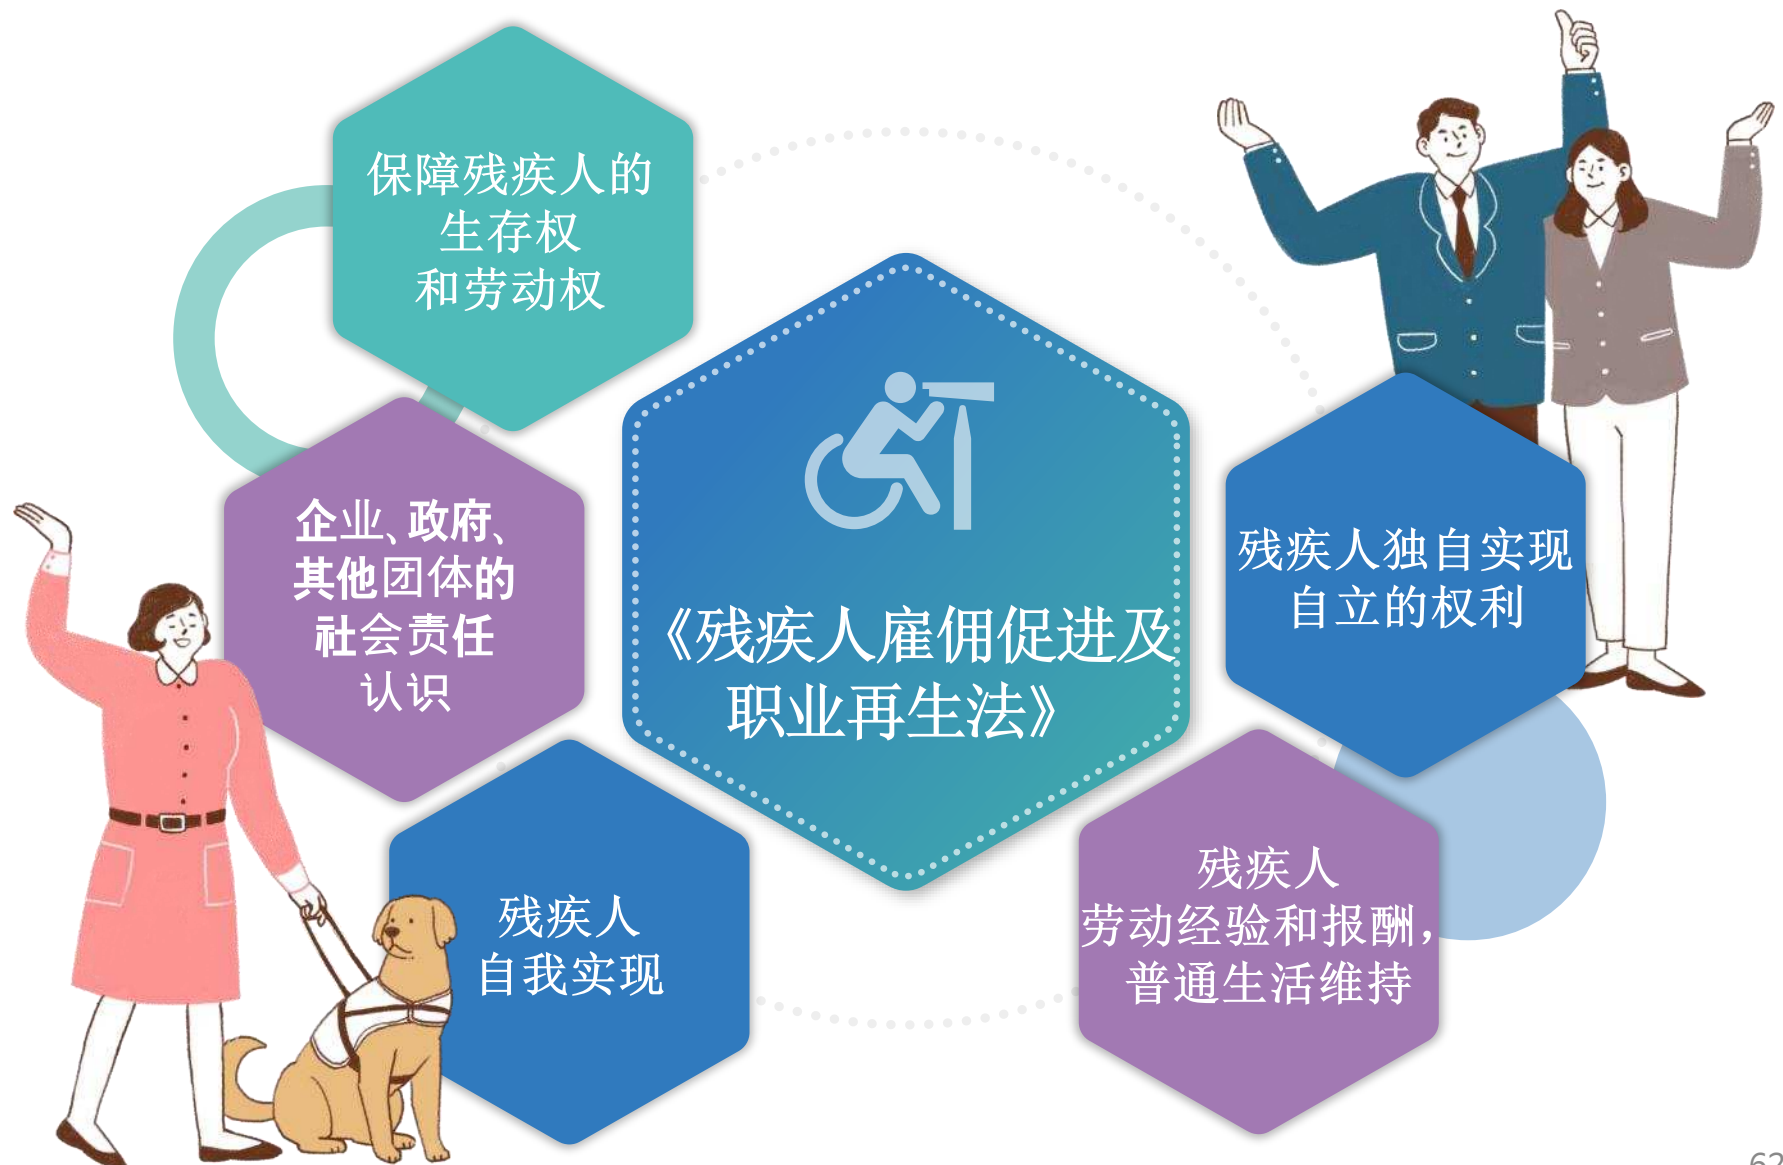 保障残疾人的
生存权
和劳动权
企业、政府、
其他团体的
社会责任
认识
残疾人
自我实现
《残疾人雇佣促进及
职业再生法》
残疾人独自实现
自立的权利
残疾人
劳动经验和报酬，
普通生活维持
62